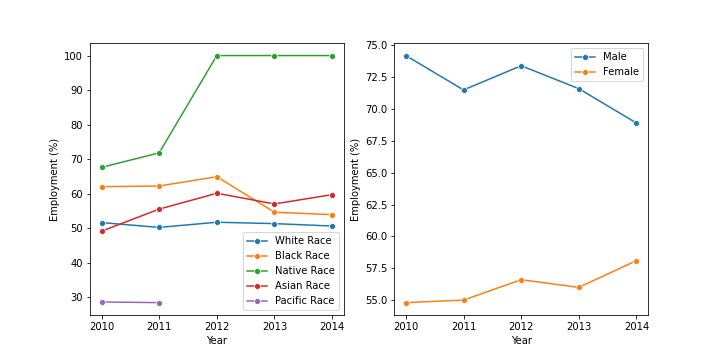 100
90
80
70
60
50
40
30
Employment (%)
2010 2011 2012 2013 2014
Year
White Race
Black Race
Native Race
Asian Race
Pacific Race
75.0
72.5
70.0
67.5
65.0
62.5
60.0
57.5
55.0
Employment (%)
2010 2011 2012 2013 2014
Year
Male
Female